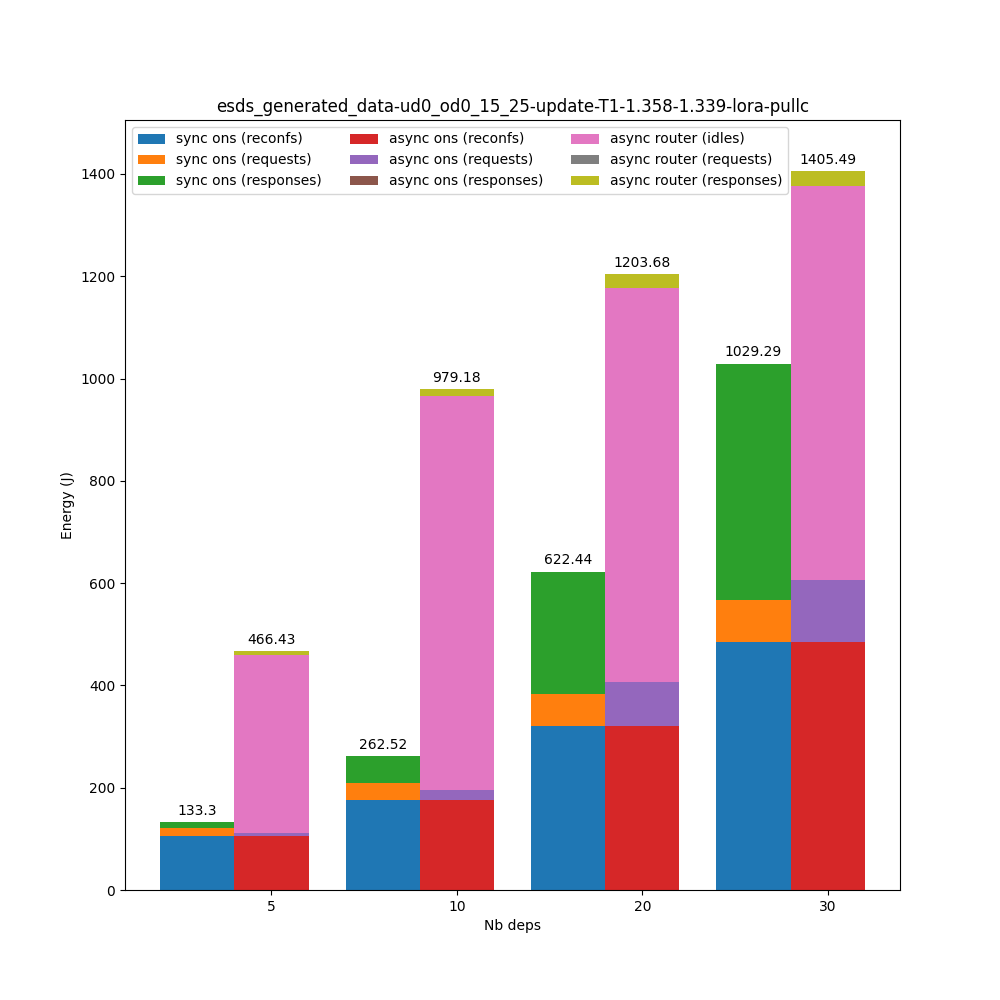 esds_generated_data-ud0_od0_15_25-update-T1-1.358-1.339-lora-pullc
sync ons (reconfs)
sync ons (requests)
sync ons (responses)
async ons (reconfs)
async ons (requests)
async ons (responses)
async router (idles)
async router (requests)
async router (responses)
1405.49
1203.68
1029.29
979.18
622.44
466.43
262.52
133.3
1400
1200
1000
800
600
400
200
0
Energy (J)
5 10 20 30
Nb deps